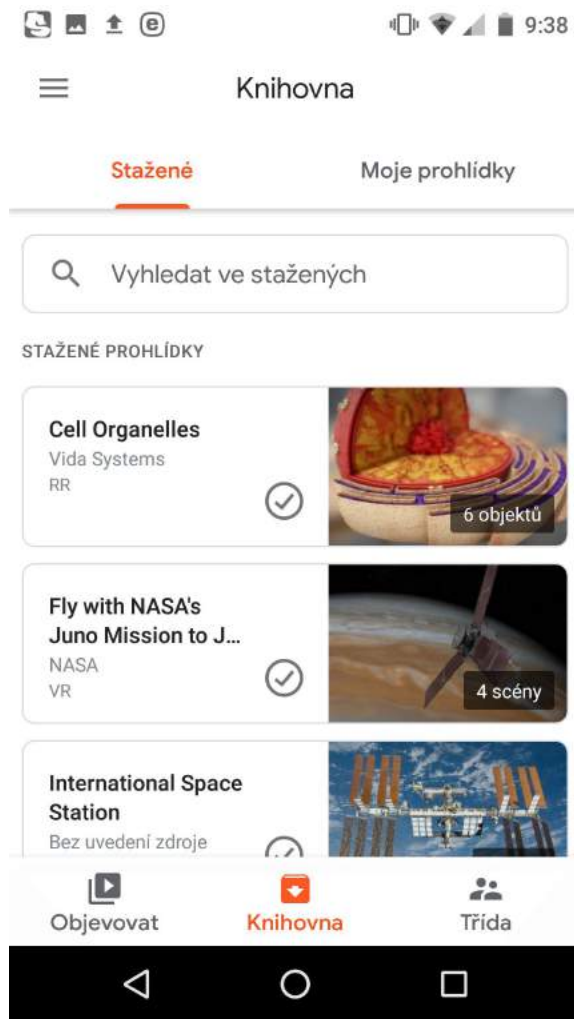 9:38
Knihovna
Stažené
Moje prohlídky
Vyhledat ve stažených
STAŽENÉ PROHLÍDKY
Cell Organelles
Vida Systems
RR
6 objektů
Fly with NASA's
Juno Mission to J...
NASA
VR
4 scény
International Space
Station
Bez uvedení zdroje
Objevovat
Knihovna
Třída